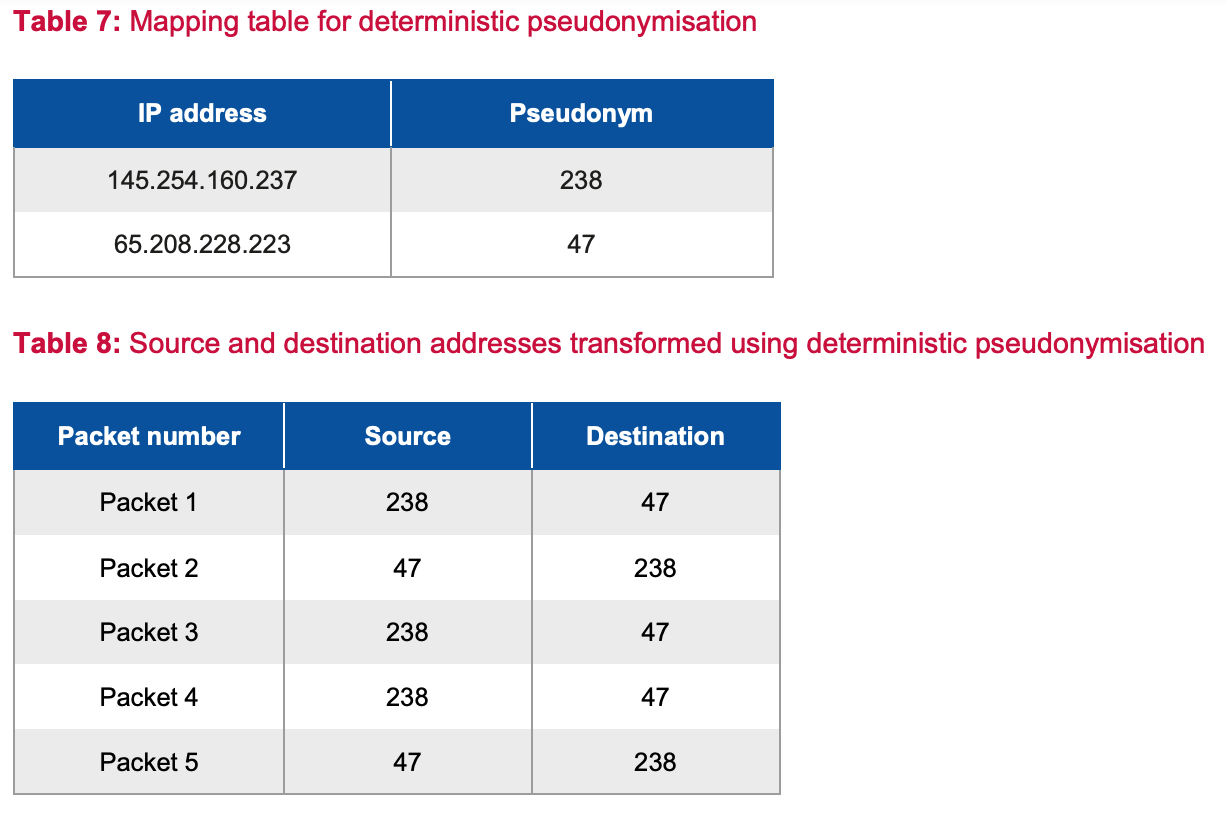 Table 7: Mapping table for deterministic pseudonymisation
IP address Pseudonym
145.254.160.237 238
65.208.228.223 47
Table 8: Source and destination addresses transformed using deterministic pseudonymisation
Packet number Source Destination
Packet 1 238 47
Packet 2 47 238
Packet 3 238 47
Packet 4 238 47
Packet 5 47 238